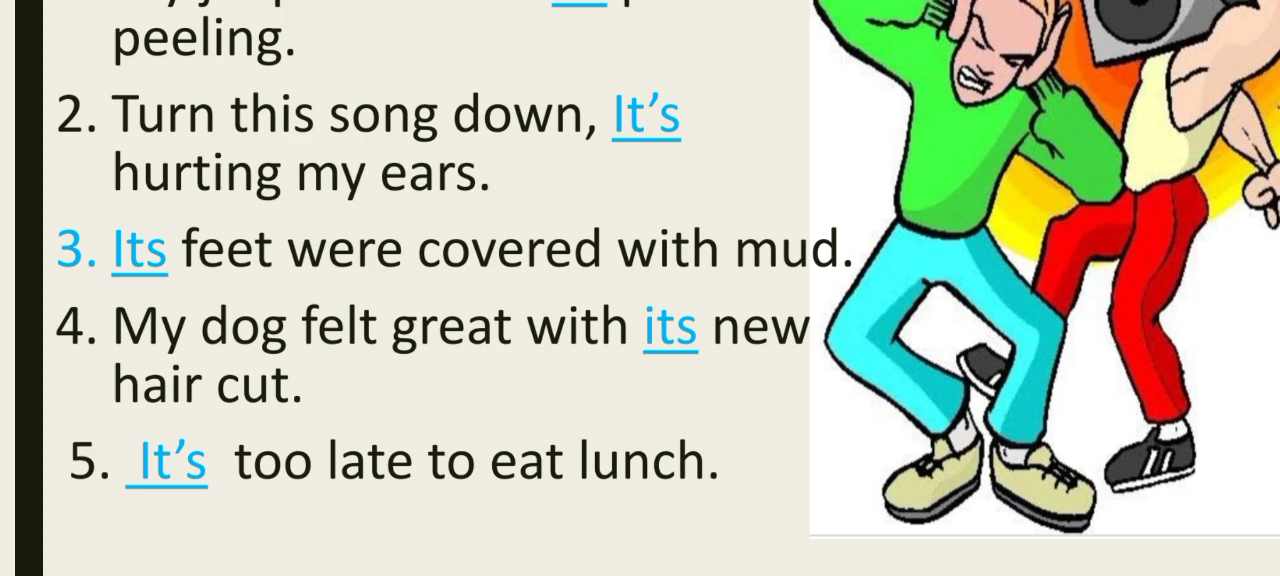 peeling.
2. Turn this song down, It’s
hurting my ears.
3. Its feet were covered with mud.
4. My dog felt great with its new
hair cut.
5. It’s too late to eat lunch.